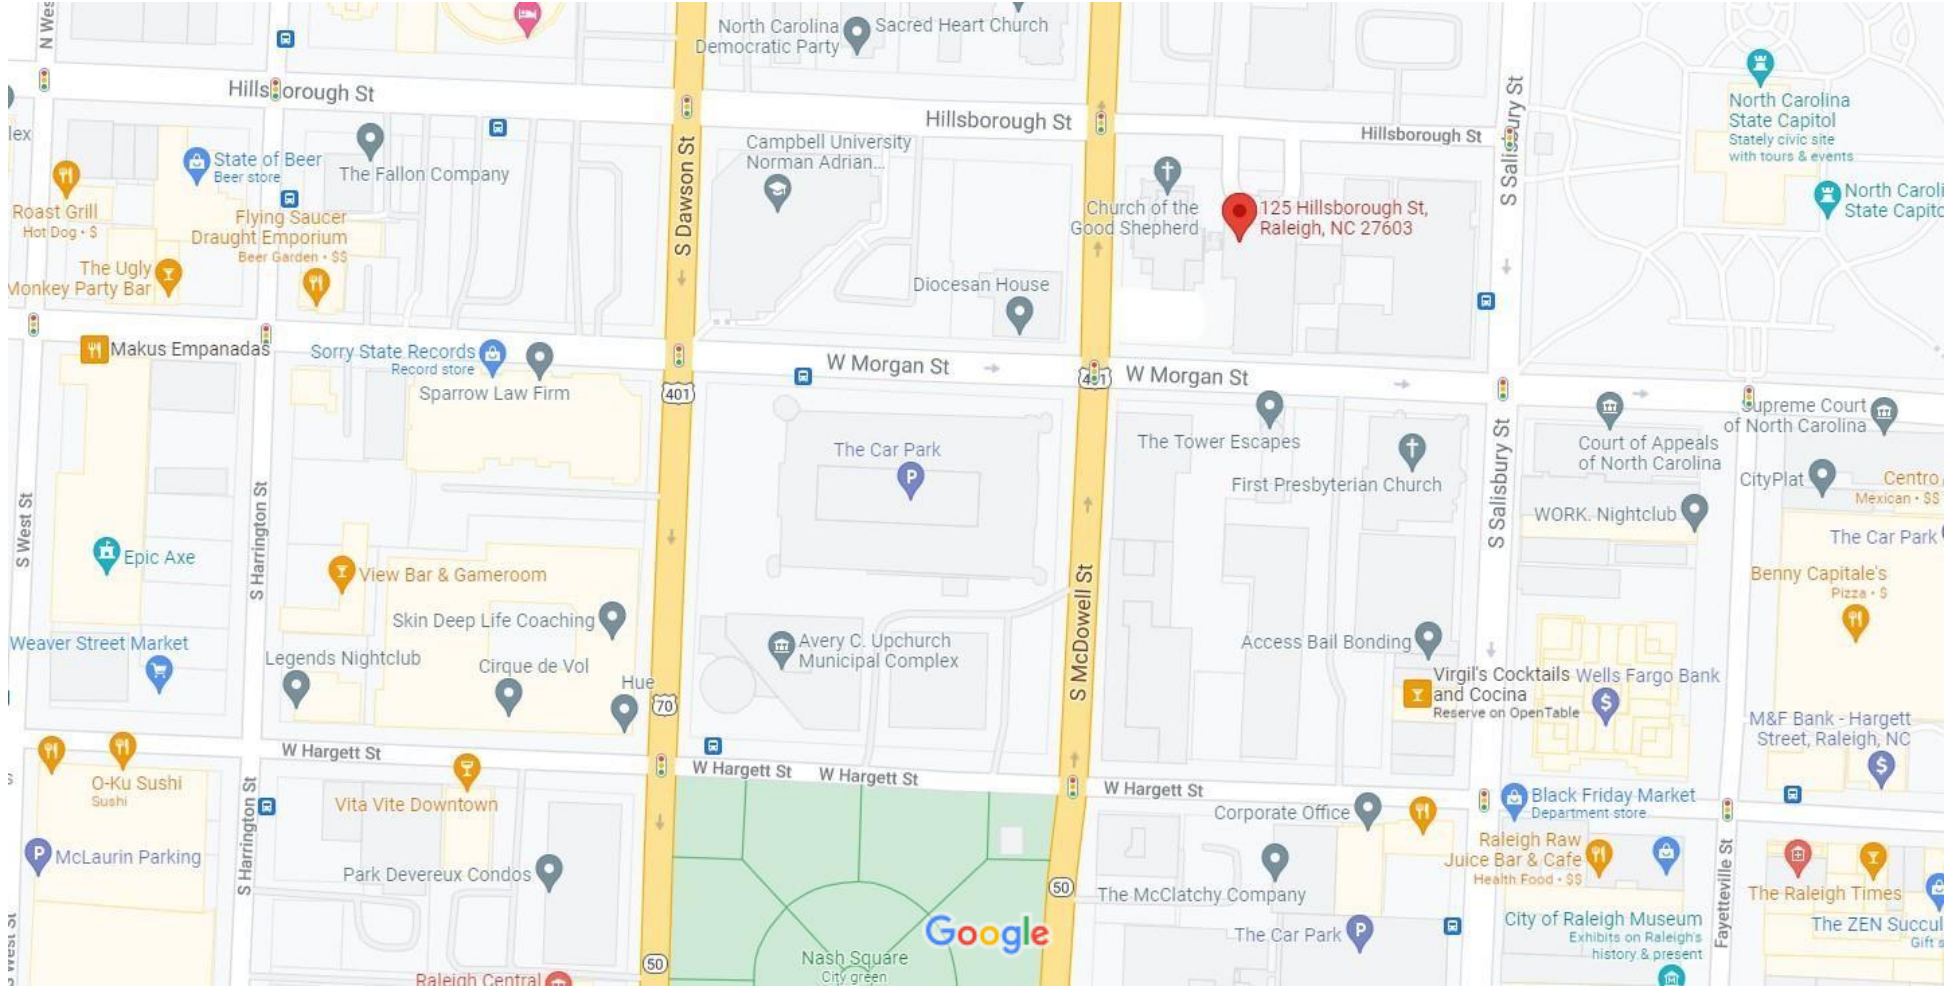 N Wes
North Carolina
Democratic Party
Sacred Heart Church
Hillsborough St
Hillsborough St
Hillsborough St
S Salisbury St
North Carolina
State Capitol
Stately civic site
with tours & events
North Caroli
State Capito
lex
State of Beer
Beer store
The Fallon Company
S Dawson St
Campbell University
Norman Adrian...
Church of the
Good Shepherd
125 Hillsborough St,
Raleigh, NC 27603
Roast Grill
Hot Dog • $
Flying Saucer
Draught Emporium
Beer Garden • $$
The Ugly
Monkey Party Bar
Diocesan House
Makus Empanadas
Sorry State Records
Record store
Sparrow Law Firm
W Morgan St
W Morgan St
401
401
Supreme Court
of North Carolina
The Car Park
P
The Tower Escapes
First Presbyterian Church
S Salisbury St
Court of Appeals
of North Carolina
CityPlat
Centro
Mexican • $$
WORK. Nightclub
The Car Park
S West St
S Harrington St
Epic Axe
View Bar & Gameroom
S McDowell St
Benny Capitale's
Pizza • $
Skin Deep Life Coaching
Avery C. Upchurch
Municipal Complex
Access Bail Bonding
Weaver Street Market
Legends Nightclub
Cirque de Vol
Hue
70
Virgil's Cocktails
and Cocina
Reserve on OpenTable
Wells Fargo Bank
$
M&F Bank - Hargett
Street, Raleigh, NC
$
W Hargett St
W Hargett St
W Hargett St
W Hargett St
O-Ku Sushi
Sushi
Vita Vite Downtown
Corporate Office
Black Friday Market
Department store
S Harrington St
P
McLaurin Parking
Park Devereux Condos
50
The McClatchy Company
Raleigh Raw
Juice Bar & Cafe
Health Food • $$
Fayetteville St
The Raleigh Times
Google
The Car Park
P
City of Raleigh Museum
Exhibits on Raleigh's
history & present
The ZEN Succul
Gift s
S West St
50
Nash Square
City green
Raleigh Central